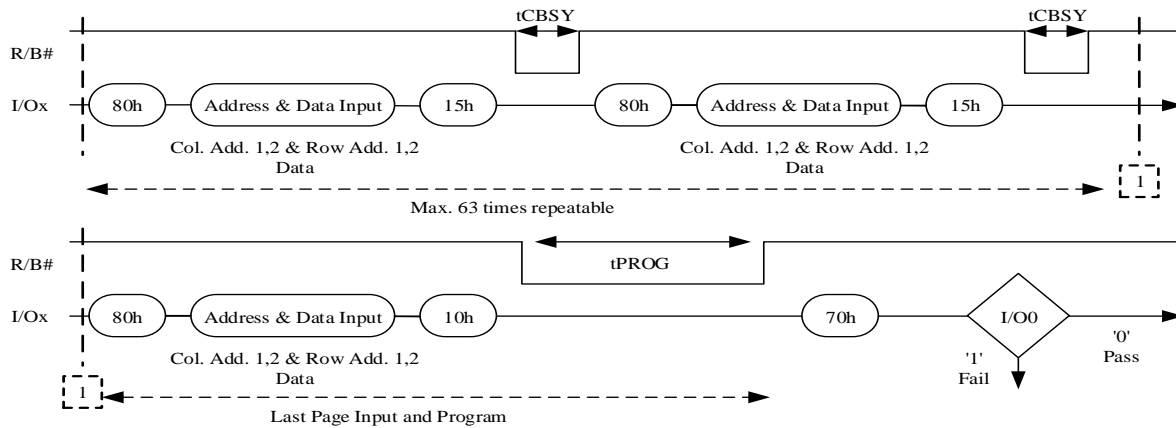 tCBSY
tCBSY
R/B#
I/Ox
80h
Address & Data Input
15h
80h
Address & Data Input
15h
Col. Add. 1,2 & Row Add. 1,2
Data
Col. Add. 1,2 & Row Add. 1,2
Data
1
Max. 63 times repeatable
R/B#
tPROG
I/Ox
80h
Address & Data Input
10h
70h
I/O0
'0'
Pass
'1'
Fail
Col. Add. 1,2 & Row Add. 1,2
Data
1
Last Page Input and Program